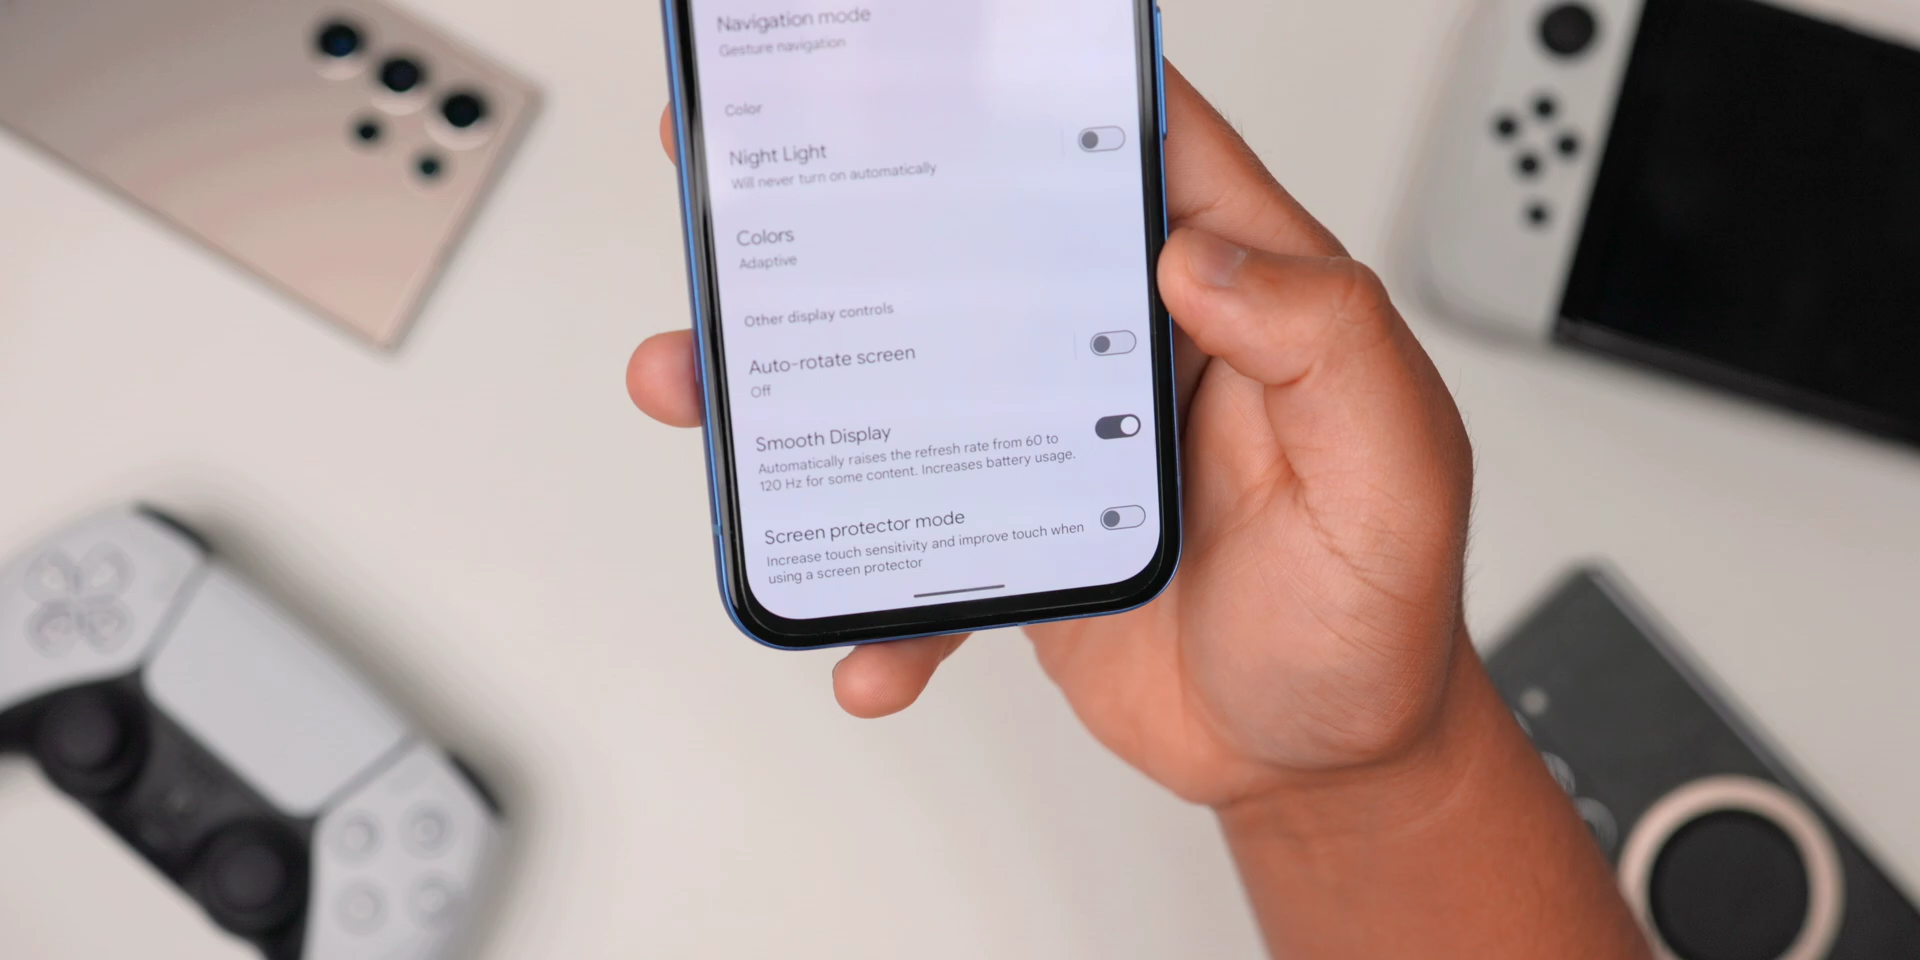 Navigation mode
Gesture navigation
Color
Night Light
Will never turn on automatically
Colors
Adaptive
Other display controls
Auto-rotate screen
Off
Smooth Display
Automatically raises the refresh rate from 60 to
120 Hz for some content. Increases battery usage.
Screen protector mode
Increase touch sensitivity and improve touch when
using a screen protector